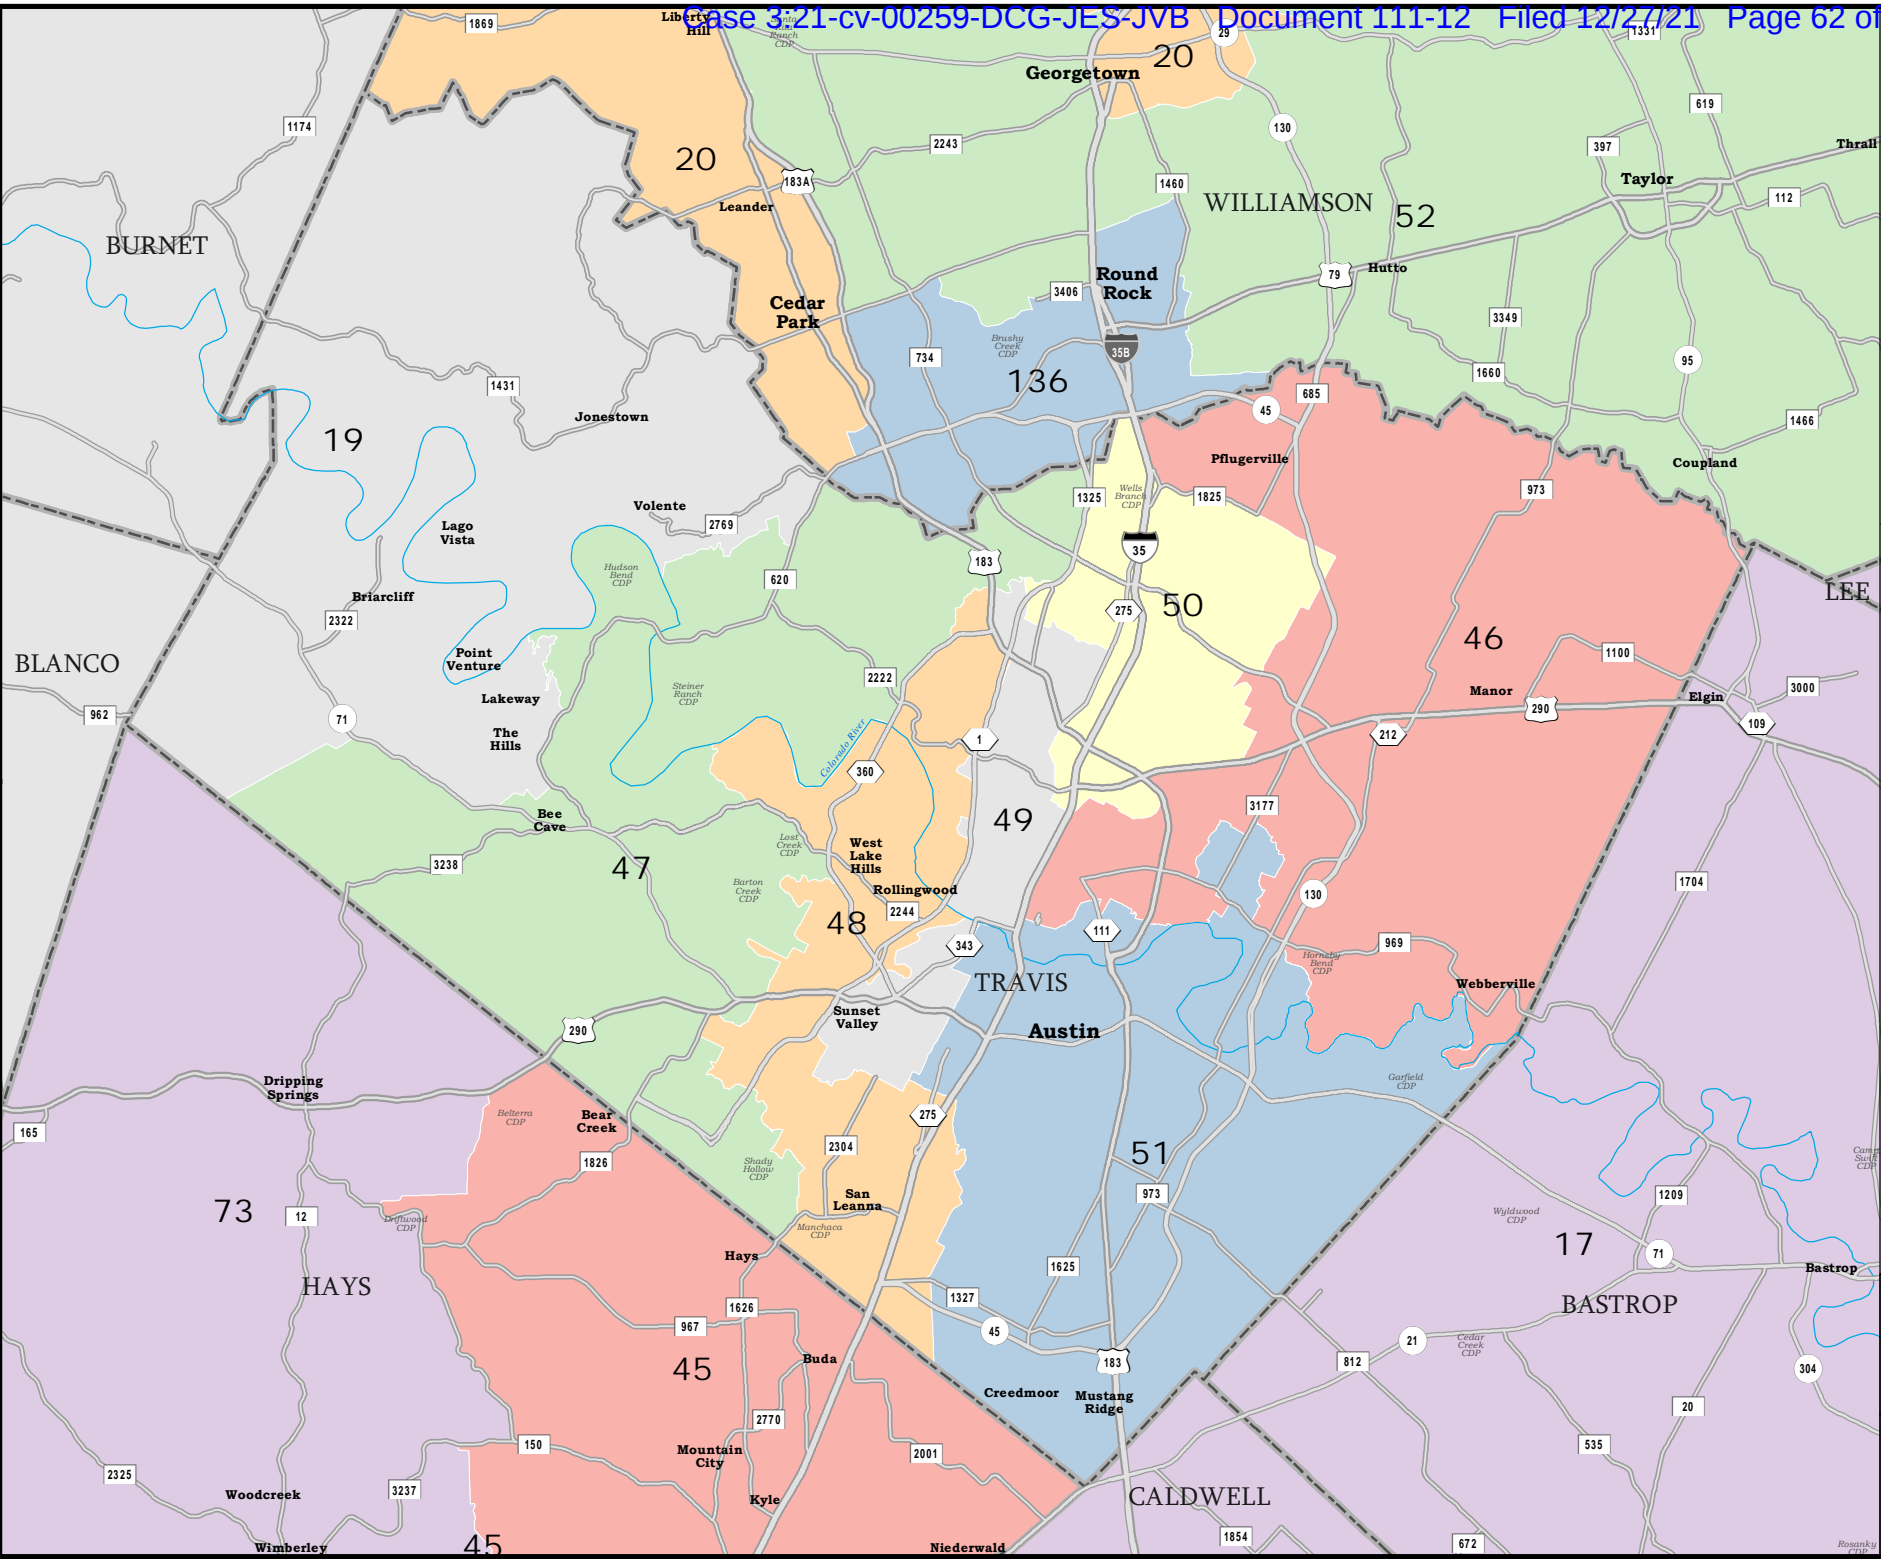 Case 3:21-cv-00259-DCG-JES-JVB Document 111-12 Filed 12/27/21 Page 62 of
1869
Liberty
Hill
Santa
Rita
Ranch
CDP
29
1331
20
Georgetown
619
1174
130
2243
397
Thrall
20
183A
1460
Taylor
112
Leander
WILLIAMSON
52
BURNET
Hutto
79
Round
Rock
3406
Cedar
Park
3349
Brushy
Creek
CDP
35B
734
95
1660
136
1431
685
45
1466
Jonestown
19
Pflugerville
Coupland
973
1325
Wells
Branch
CDP
1825
Volente
2769
Lago
Vista
35
183
Hudson
Bend
CDP
620
LEE
Briarcliff
275
50
2322
46
1100
Point
Venture
BLANCO
2222
Steiner
Ranch
CDP
Lakeway
Manor
Elgin
3000
290
962
71
109
The
Hills
1
212
Colorado River
360
3177
Bee
Cave
49
Lost
Creek
CDP
West
Lake
Hills
3238
47
1704
Barton
Creek
CDP
Rollingwood
130
2244
48
111
343
969
Hornsby
Bend
CDP
TRAVIS
Webberville
Sunset
Valley
290
Austin
Dripping
Springs
Garfield
CDP
Belterra
CDP
Bear
Creek
275
165
2304
51
1826
Shady
Hollow
CDP
Camp
Swift
CDP
973
1209
San
Leanna
73
12
Driftwood
CDP
Manchaca
CDP
Wyldwood
CDP
17
71
Hays
1625
Bastrop
HAYS
1327
BASTROP
1626
967
45
21
Cedar
Creek
CDP
45
Buda
183
812
304
Creedmoor
Mustang
Ridge
20
2770
150
Mountain
City
2001
535
2325
3237
Woodcreek
Kyle
CALDWELL
1854
672
45
Wimberley
Niederwald
Rosanky
CDP